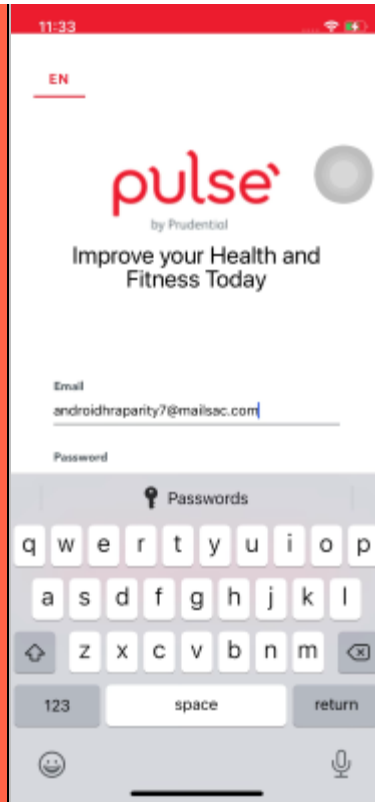 11:33
EN
pulse
by Prudential
Improve your Health and
Fitness Today
Email
androidhraparity7@mailsac.com
Password
Passwords
q w e r t y u i o p
a s d f g h j k l
z x c v b n m
123 space return